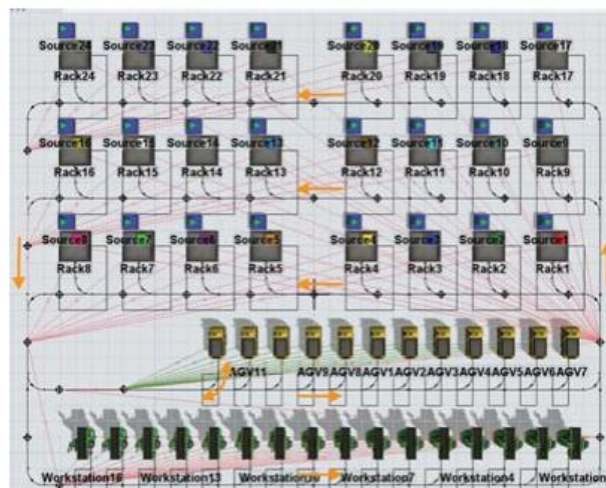 Source24 Source23 Source22 Source21 Source20 Source19 Source18 Source17
Rack24 Rack23 Rack22 Rack21 Rack20 Rack19 Rack18 Rack17
Source16 Source15 Source14 Source13 Source12 Source11 Source10 Source9
Rack16 Rack15 Rack14 Rack13 Rack12 Rack11 Rack10 Rack9
Source8 Source7 Source6 Source5 Source4 Source3 Source2 Source1
Rack8 Rack7 Rack6 Rack5 Rack4 Rack3 Rack2 Rack1
AGV11 AGV9 AGV8 AGV1 AGV2 AGV3 AGV4 AGV5 AGV6 AGV7
Workstation16 Workstation13 Workstation7 Workstation4 Workstation